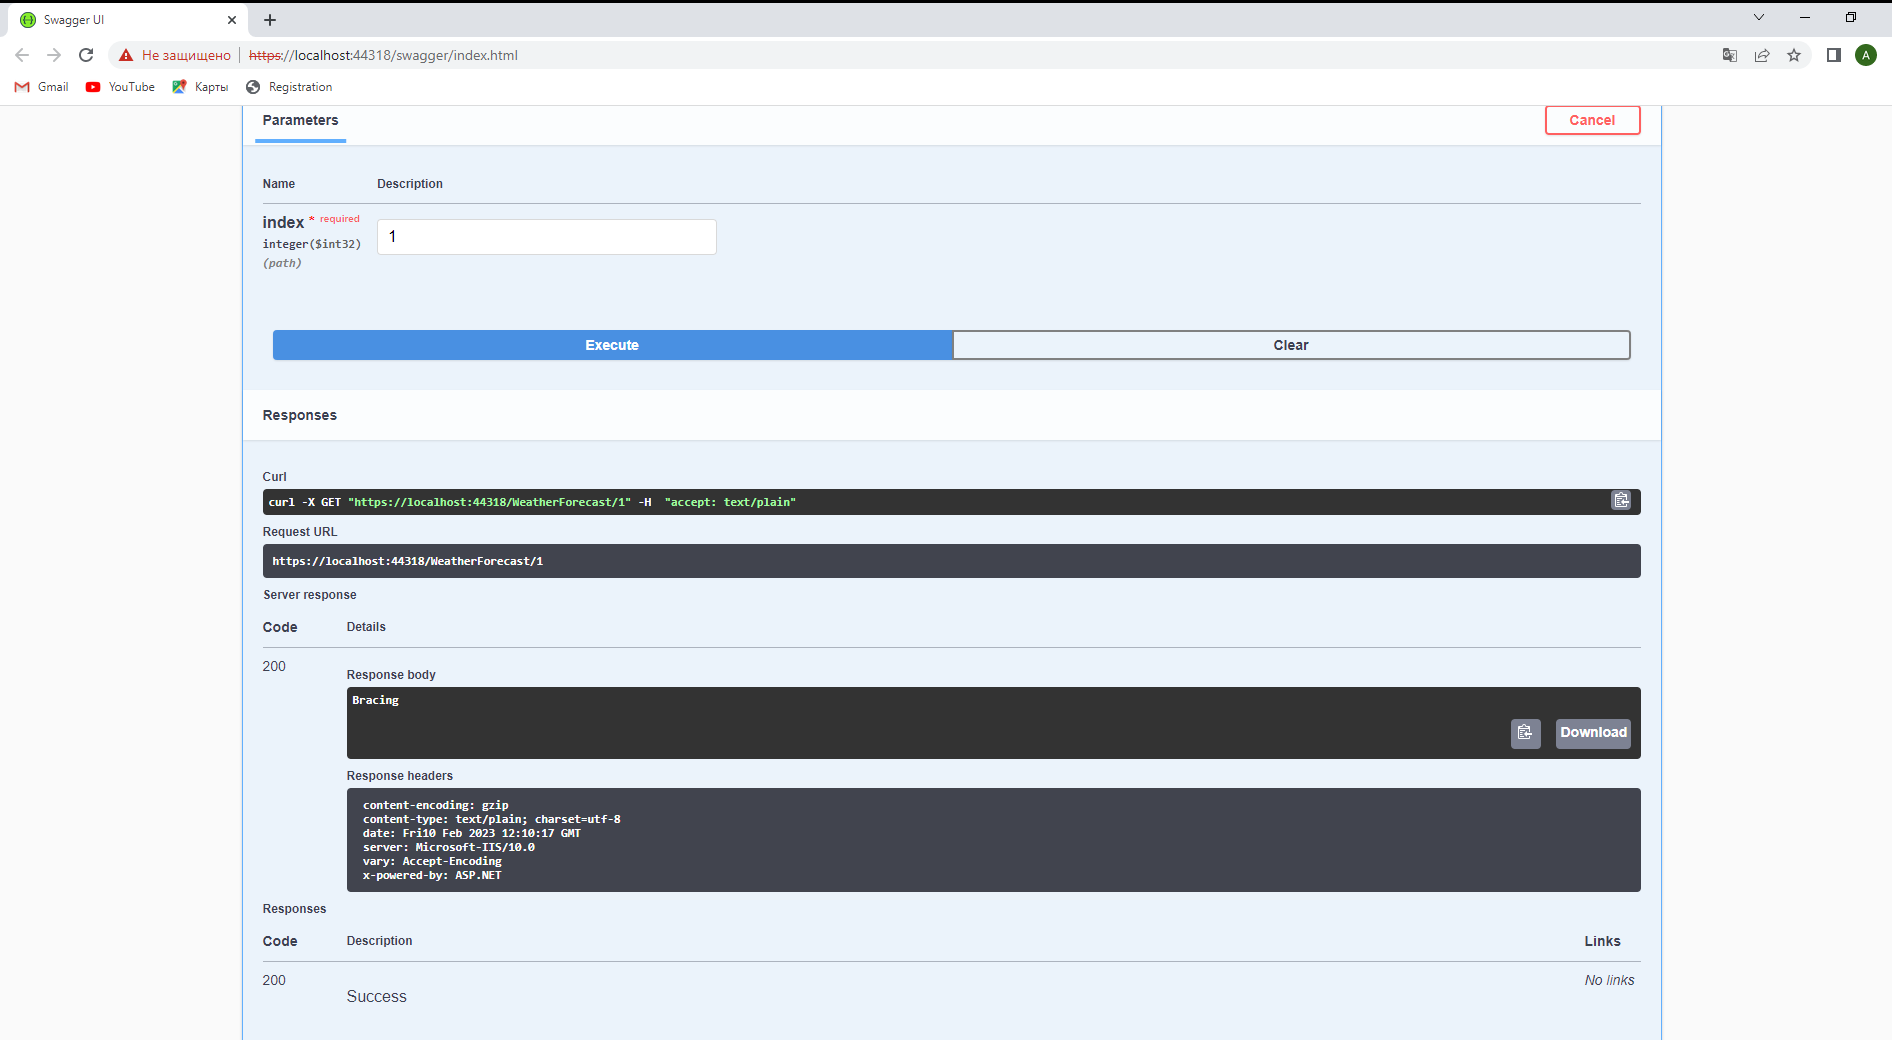 Swagger UI
Не защищено https://localhost:44318/swagger/index.html
A
Gmail YouTube Карты Registration
Parameters
Cancel
Name Description
index * required
integer($int32)
(path)
1
Execute Clear
Responses
Curl
curl -X GET "https://localhost:44318/WeatherForecast/1" -H  "accept: text/plain"
Request URL
https://localhost:44318/WeatherForecast/1
Server response
Code Details
200
Response body
Bracing
Download
Response headers
content-encoding: gzip
content-type: text/plain; charset=utf-8
date: Fri10 Feb 2023 12:10:17 GMT
server: Microsoft-IIS/10.0
vary: Accept-Encoding
x-powered-by: ASP.NET
Responses
Code Description Links
200 No links
Success